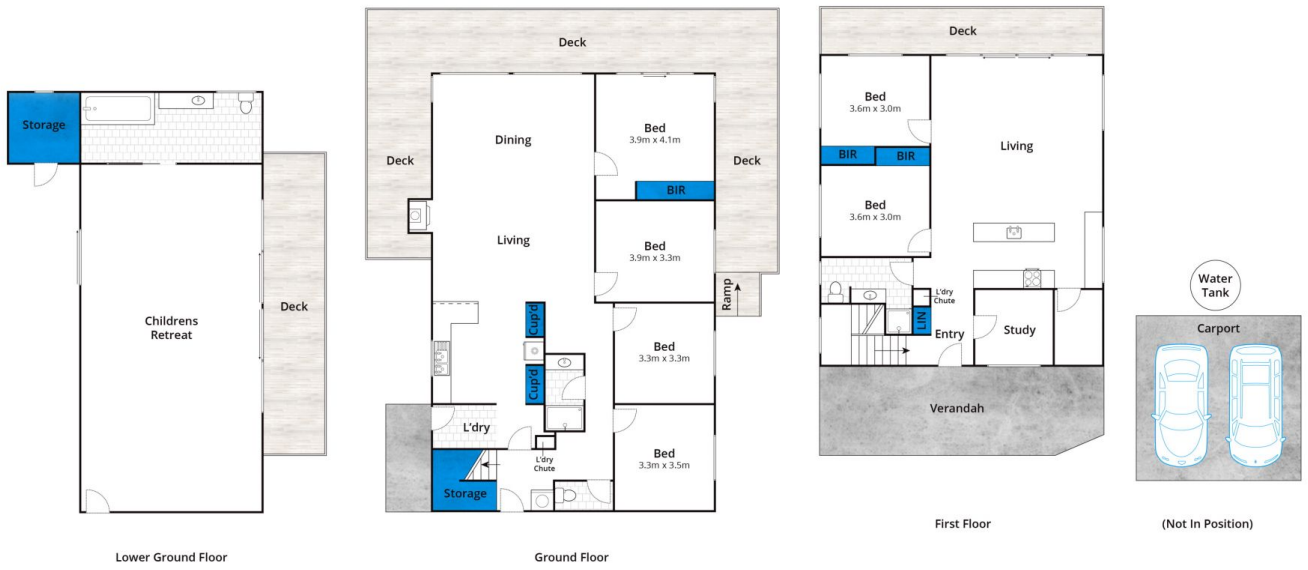 Storage
Childrens
Retreat
Deck
Lower Ground Floor
Deck
Deck
Deck
Dining
Living
Bed
3.9m x 4.1m
BIR
Bed
3.9m x 3.3m
Ramp
Cup'd
Cup'd
Bed
3.3m x 3.3m
L'dry
L'dry
Chute
Bed
3.3m x 3.5m
Storage
Ground Floor
Deck
Bed
3.6m x 3.0m
BIR
BIR
Living
Bed
3.6m x 3.0m
L'dry
Chute
LIN
Entry
Study
Verandah
First Floor
Water
Tank
Carport
(Not In Position)